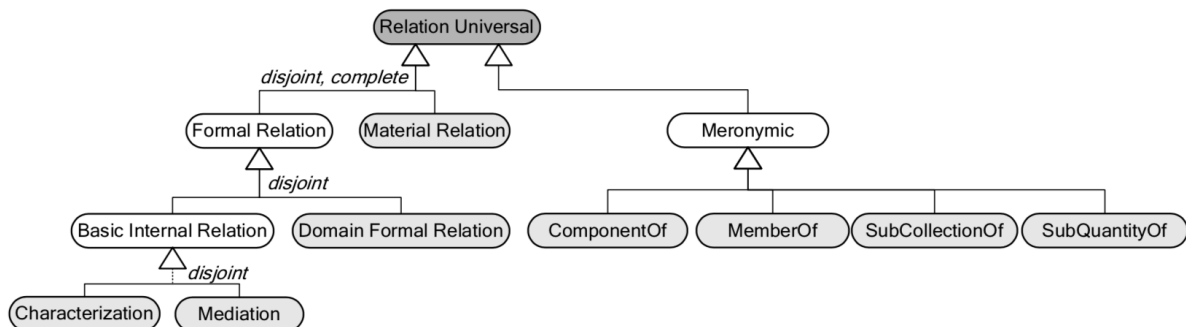 Relation Universal
disjoint, complete
Formal Relation
Material Relation
Meronymic
disjoint
Basic Internal Relation
Domain Formal Relation
ComponentOf
MemberOf
SubCollectionOf
SubQuantityOf
disjoint
Characterization
Mediation